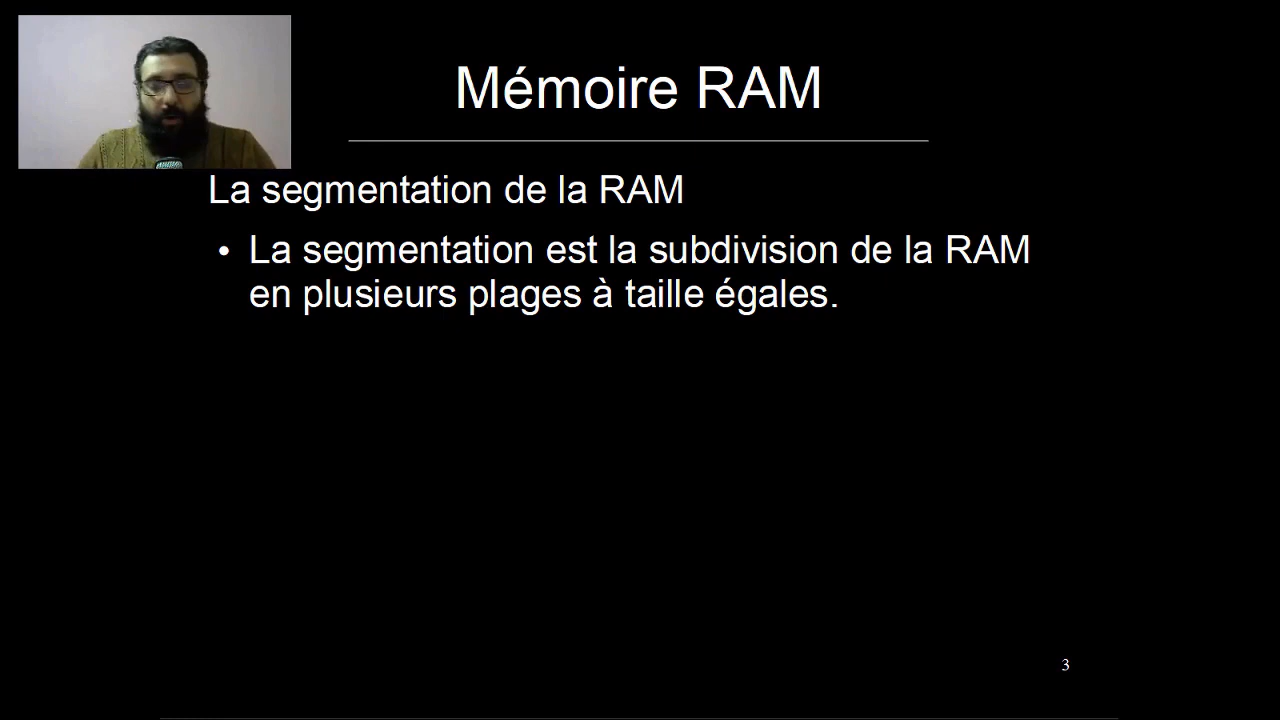 Mémoire RAM
La segmentation de la RAM
• La segmentation est la subdivision de la RAM
en plusieurs plages à taille égales.
3